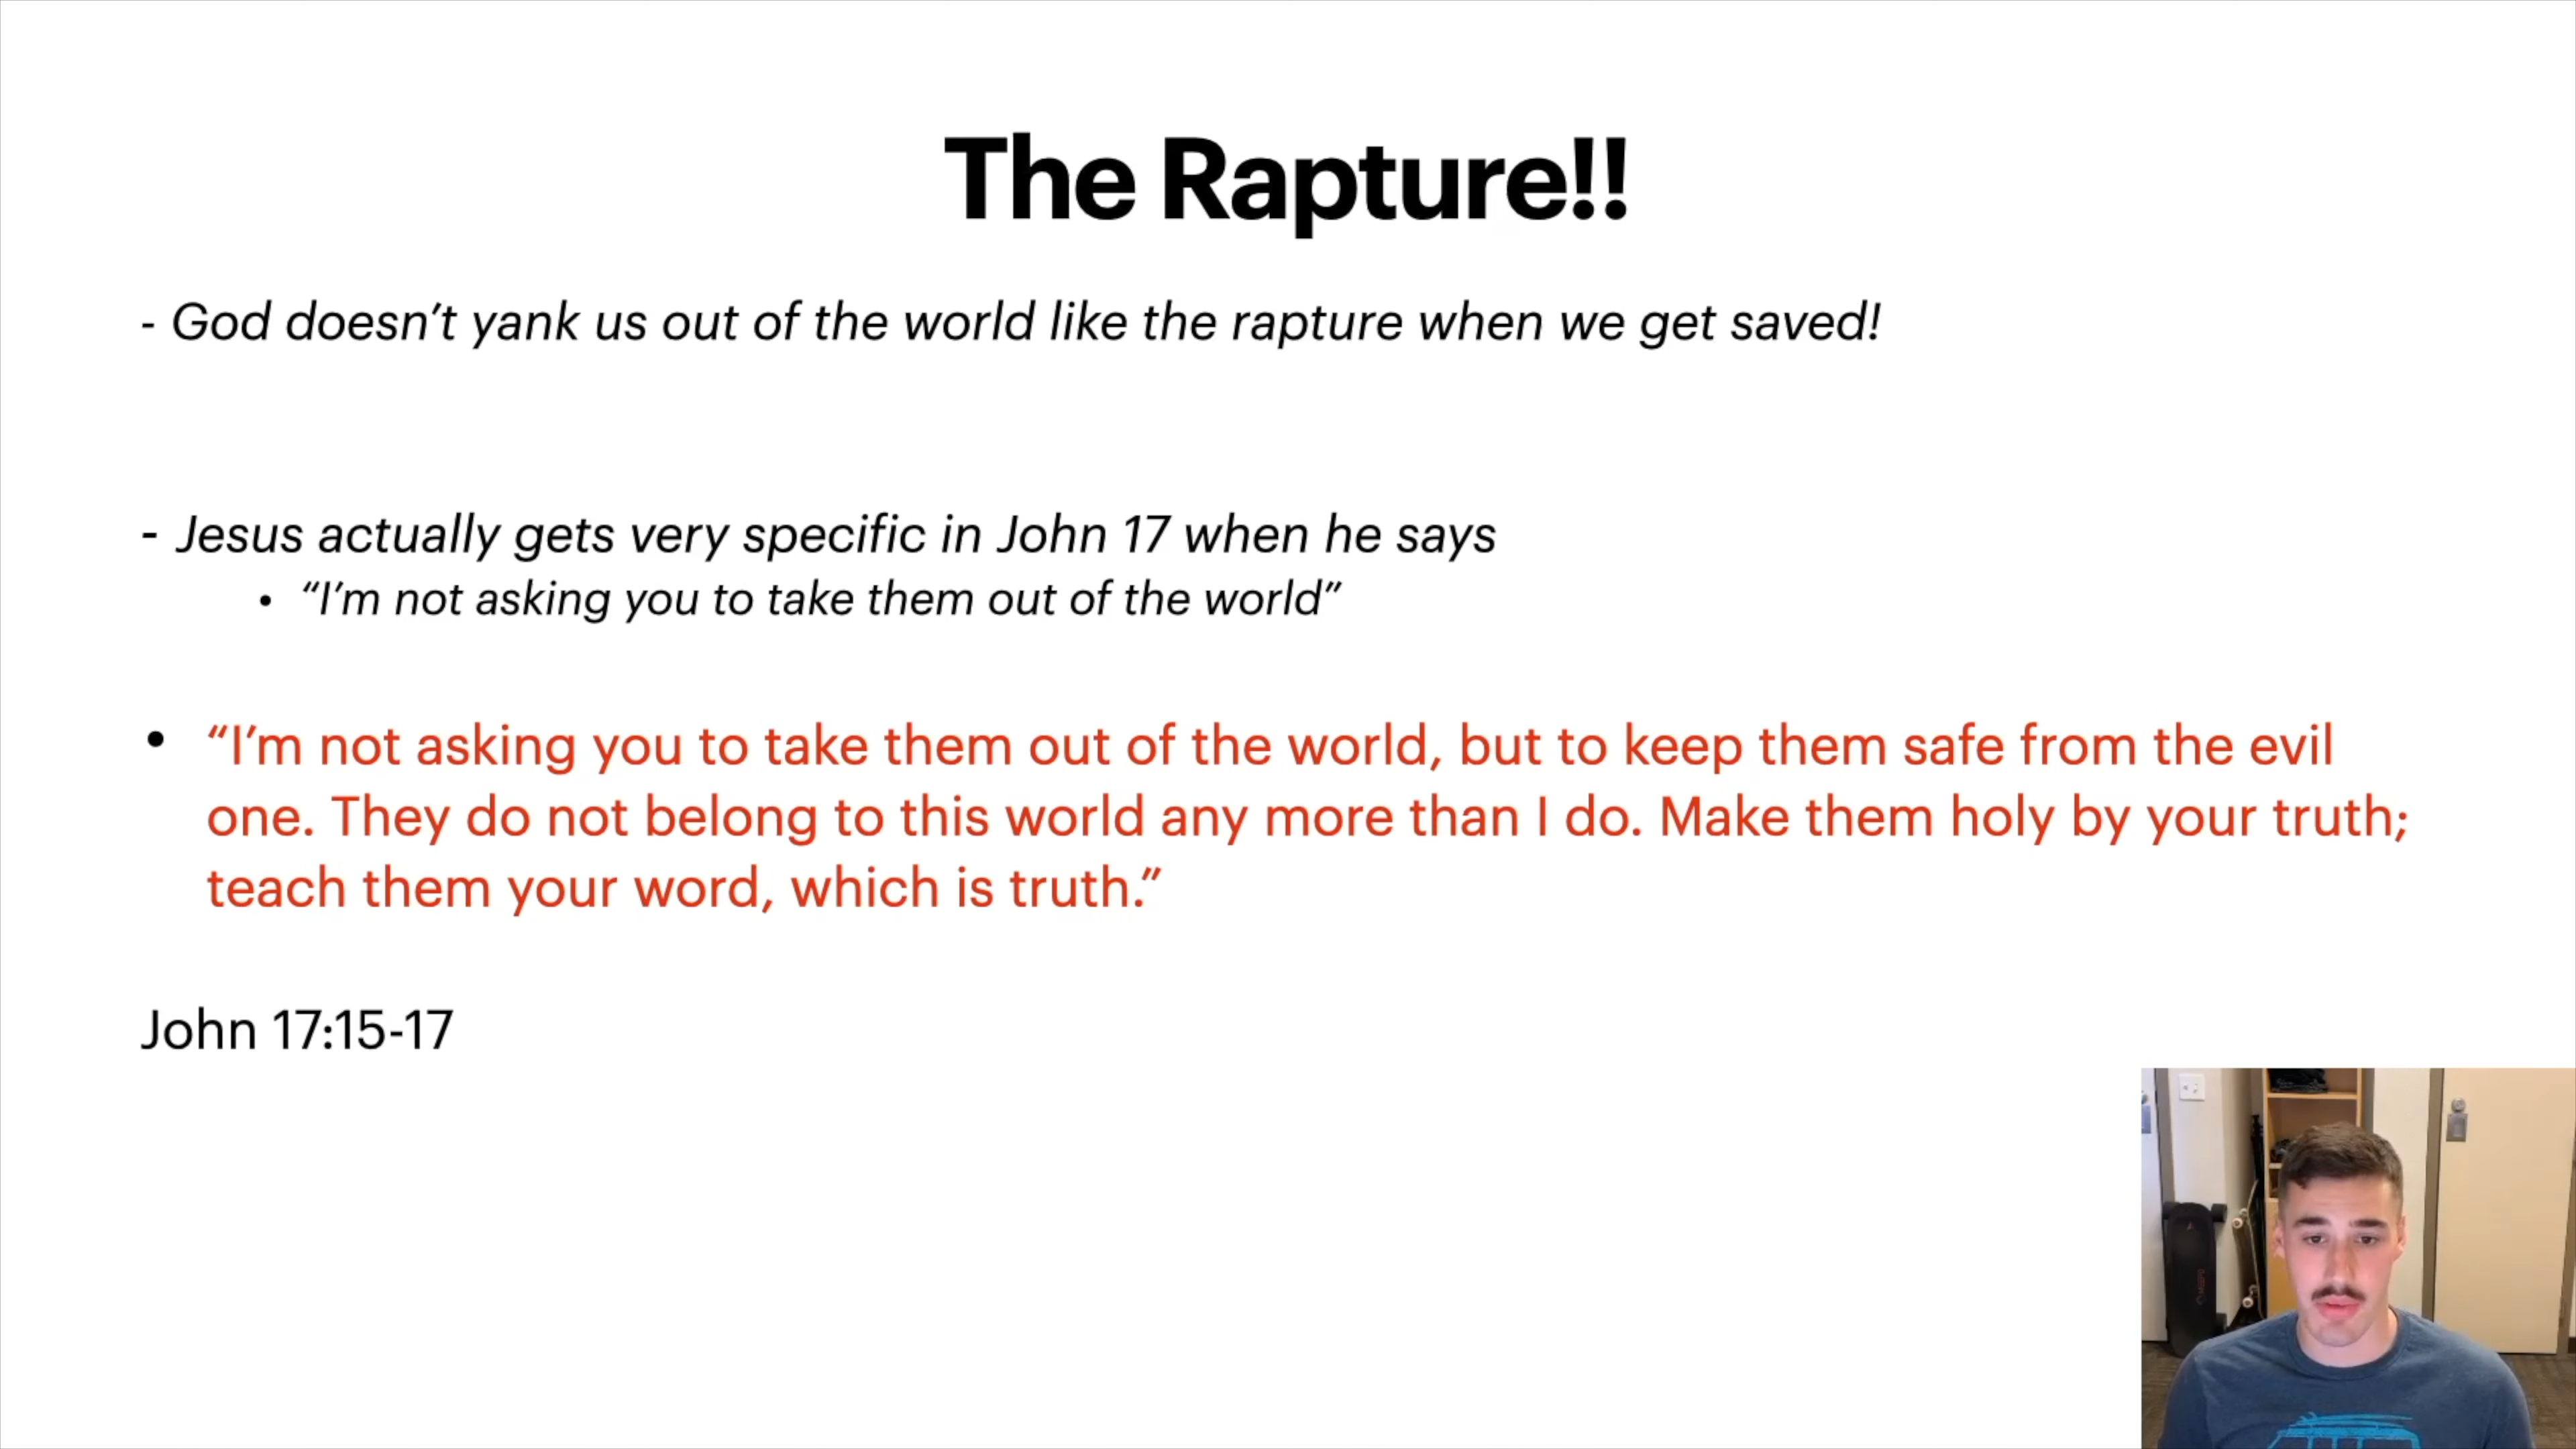 The Rapture!!
- God doesn’t yank us out of the world like the rapture when we get saved!
- Jesus actually gets very specific in John 17 when he says
• “I’m not asking you to take them out of the world”
• “I’m not asking you to take them out of the world, but to keep them safe from the evil
one. They do not belong to this world any more than I do. Make them holy by your truth;
teach them your word, which is truth.”
John 17:15-17